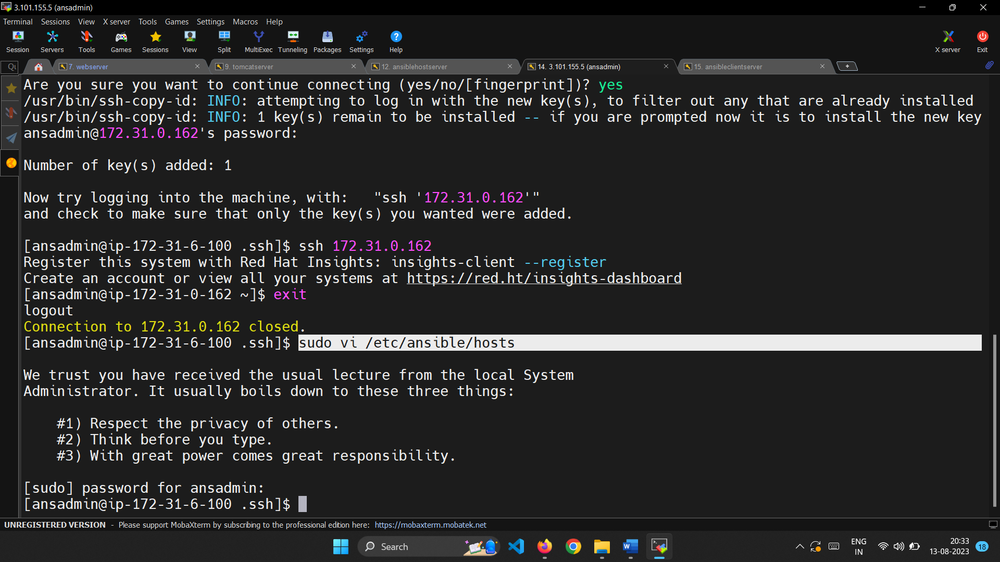 3.101.155.5 (ansadmin)
Terminal Sessions View X server Tools Games Settings Macros Help
Session Servers Tools Games Sessions View Split MultiExec Tunneling Packages Settings Help X server Exit
Qu 7. webserver 9. tomcatserver 12. ansiblehostserver 14. 3.101.155.5 (ansadmin) 15. ansibleclientserver
Are you sure you want to continue connecting (yes/no/[fingerprint])? yes
/usr/bin/ssh-copy-id: INFO: attempting to log in with the new key(s), to filter out any that are already installed
/usr/bin/ssh-copy-id: INFO: 1 key(s) remain to be installed -- if you are prompted now it is to install the new key
ansadmin@172.31.0.162's password:
Number of key(s) added: 1
Now try logging into the machine, with:   "ssh '172.31.0.162'"
and check to make sure that only the key(s) you wanted were added.
[ansadmin@ip-172-31-6-100 .ssh]$ ssh 172.31.0.162
Register this system with Red Hat Insights: insights-client --register
Create an account or view all your systems at https://red.ht/insights-dashboard
[ansadmin@ip-172-31-0-162 ~]$ exit
logout
Connection to 172.31.0.162 closed.
[ansadmin@ip-172-31-6-100 .ssh]$ sudo vi /etc/ansible/hosts
We trust you have received the usual lecture from the local System
Administrator. It usually boils down to these three things:
#1) Respect the privacy of others.
#2) Think before you type.
#3) With great power comes great responsibility.
[sudo] password for ansadmin:
[ansadmin@ip-172-31-6-100 .ssh]$
UNREGISTERED VERSION - Please support MobaXterm by subscribing to the professional edition here: https://mobaxterm.mobatek.net
Search
ENG
IN
20:33
13-08-2023
18